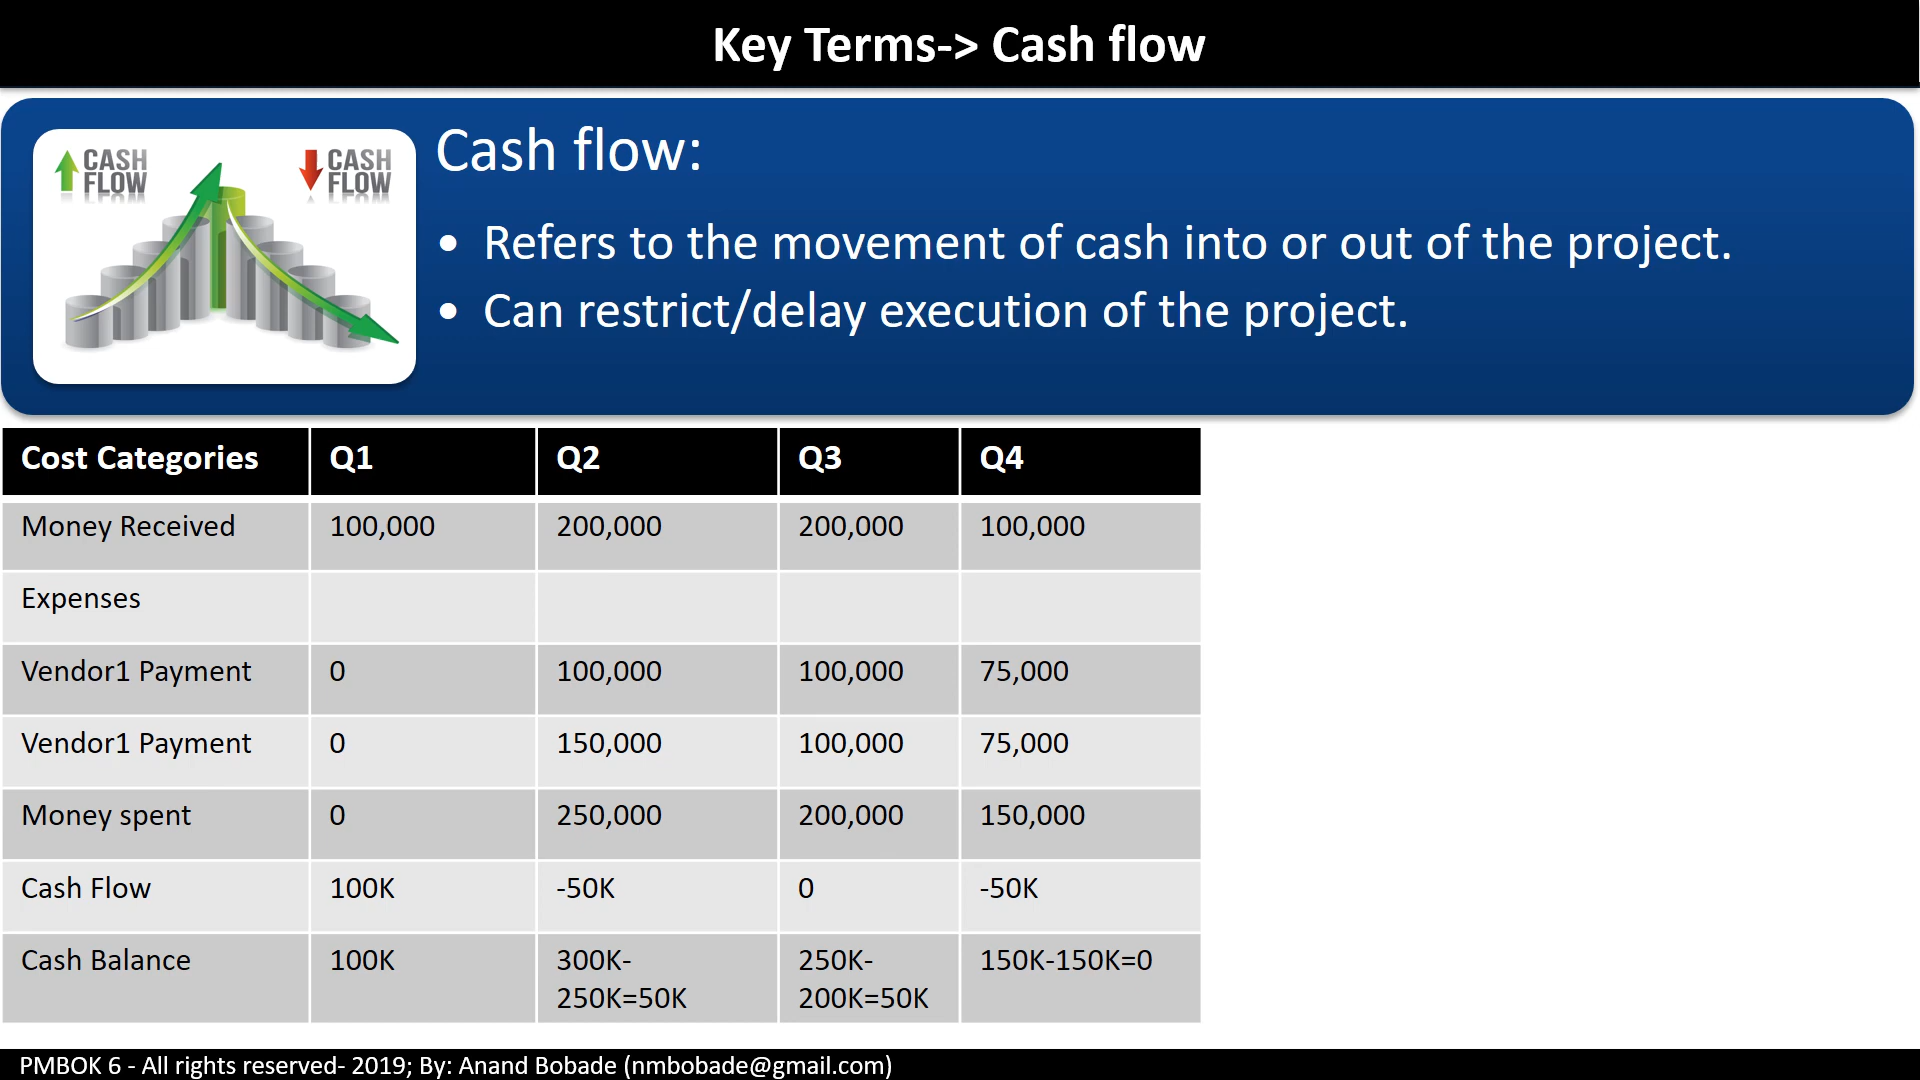 Key Terms-> Cash flow
CASH
FLOW
CASH
FLOW
Cash flow:
• Refers to the movement of cash into or out of the project.
• Can restrict/delay execution of the project.
Cost Categories Q1 Q2 Q3 Q4
Money Received 100,000 200,000 200,000 100,000
Expenses
Vendor1 Payment 0 100,000 100,000 75,000
Vendor1 Payment 0 150,000 100,000 75,000
Money spent 0 250,000 200,000 150,000
Cash Flow 100K -50K 0 -50K
Cash Balance 100K 300K- 250K- 150K-150K=0
250K=50K 200K=50K
PMBOK 6 - All rights reserved- 2019; By: Anand Bobade (nmbobade@gmail.com)